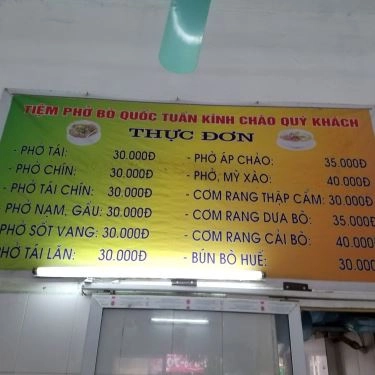 TIỆM PHỞ BÒ QUỐC TUẤN KÍNH CHÀO QUÝ KHÁCH
THỰC ĐƠN
- PHỞ TÁI: 30.000Đ
- PHỞ CHÍN: 30.000Đ
- PHỞ TÁI CHÍN: 30.000Đ
PHỞ NẠM, GẦU: 30.000Đ
PHỞ SỐT VANG: 30.000Đ
PHỞ TÁI LĂN: 30.000Đ
- PHỞ ÁP CHẢO: 35.000Đ
- PHỞ, MỲ XÀO: 40.000Đ
- CƠM RANG THẬP CẨM: 30.000Đ
- CƠM RANG DƯA BÒ: 35.000Đ
- CƠM RANG CẢI BÒ: 40.000Đ
- BÚN BÒ HUẾ: 30.000